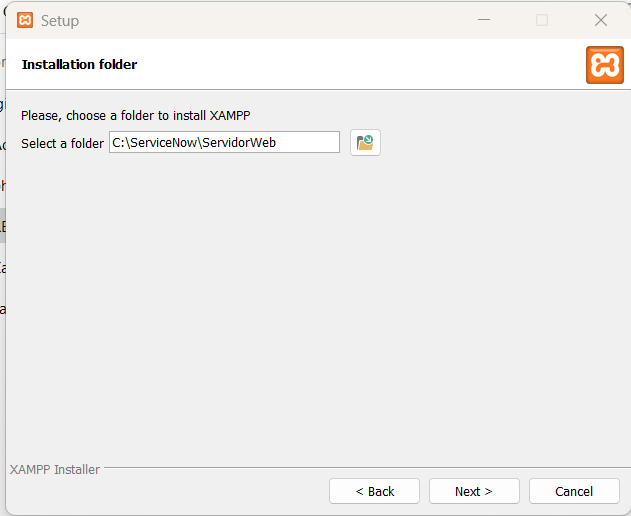 Setup
Installation folder
Please, choose a folder to install XAMPP
Select a folder C:\ServiceNow\ServidorWeb
XAMPP Installer
< Back Next > Cancel